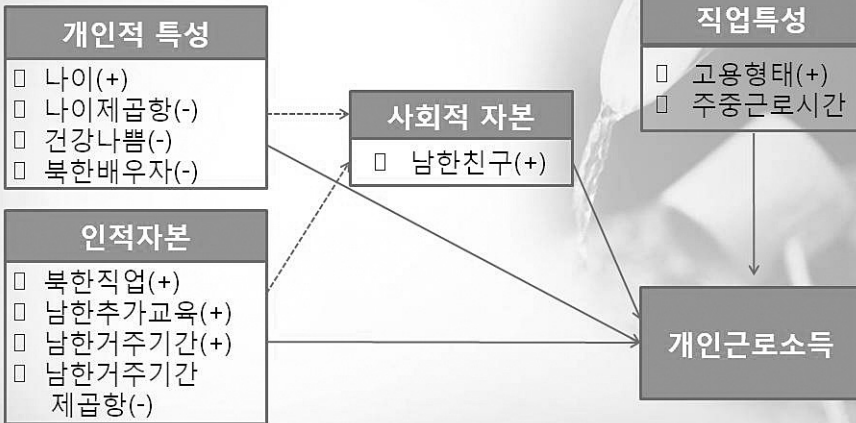 개인적 특성
▯ 나이(+)
▯ 나이제곱항(-)
▯ 건강나쁨(-)
▯ 북한배우자(-)
인적자본
▯ 북한직업(+)
▯ 남한추가교육(+)
▯ 남한거주기간(+)
▯ 남한거주기간
제곱항(-)
사회적 자본
▯ 남한친구(+)
직업특성
▯ 고용형태(+)
▯ 주중근로시간
개인근로소득